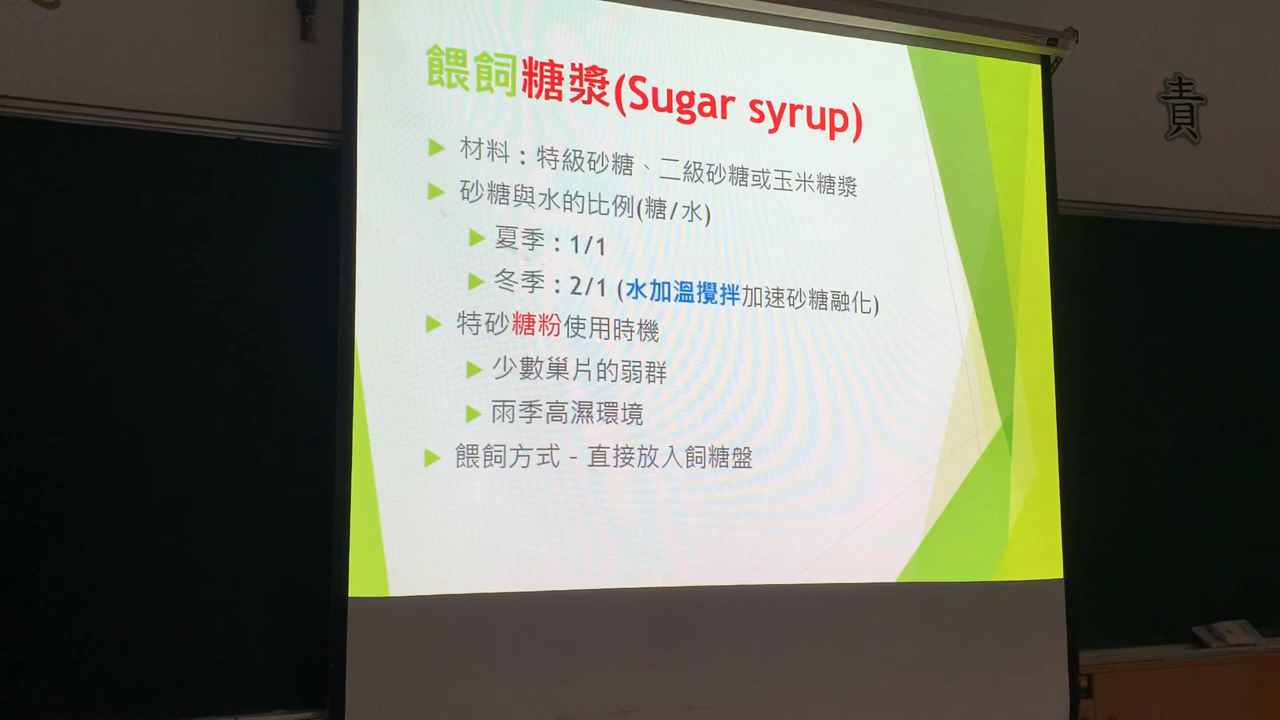 餵飼糖漿(Sugar syrup)
材料：特級砂糖、二級砂糖或玉米糖漿
砂糖與水的比例(糖/水)
夏季：1/1
冬季：2/1 (水加溫攪拌加速砂糖融化)
特砂糖粉使用時機
少數巢片的弱群
雨季高濕環境
餵飼方式 - 直接放入飼糖盤
責